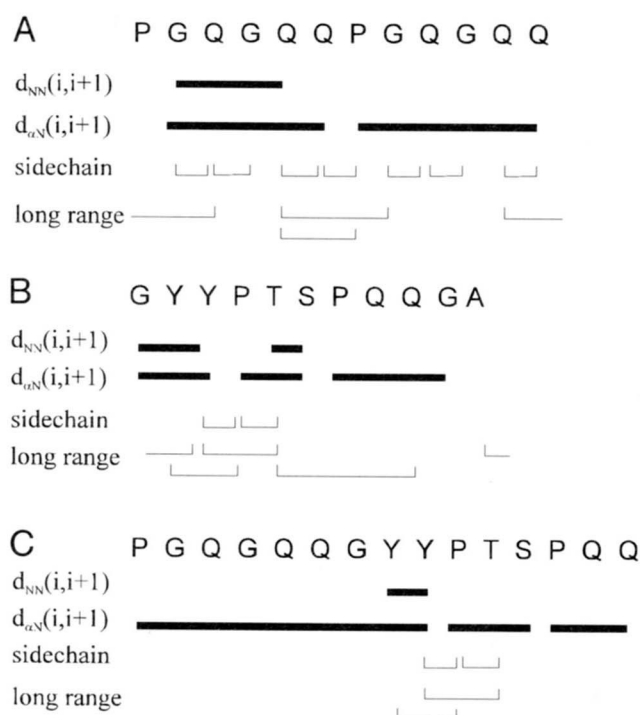 A P G Q G Q Q P G Q G Q Q
dNN(i,i+1)
dαN(i,i+1)
sidechain
long range
B G Y Y P T S P Q Q G A
dNN(i,i+1)
dαN(i,i+1)
sidechain
long range
C P G Q G Q Q G Y Y P T S P Q Q
dNN(i,i+1)
dαN(i,i+1)
sidechain
long range